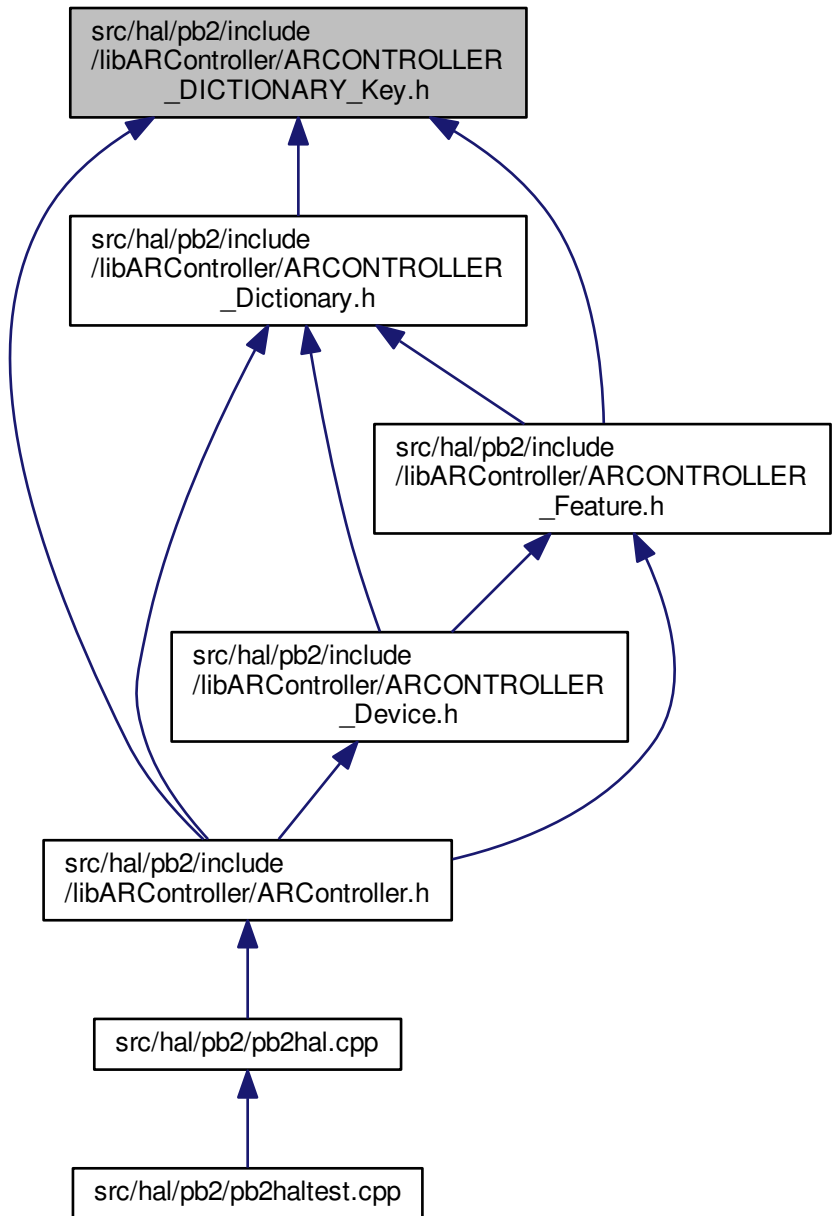 src/hal/pb2/include
/libARController/ARCONTROLLER
_DICTIONARY_Key.h
src/hal/pb2/include
/libARController/ARCONTROLLER
_Dictionary.h
src/hal/pb2/include
/libARController/ARCONTROLLER
_Feature.h
src/hal/pb2/include
/libARController/ARCONTROLLER
_Device.h
src/hal/pb2/include
/libARController/ARController.h
src/hal/pb2/pb2hal.cpp
src/hal/pb2/pb2haltest.cpp